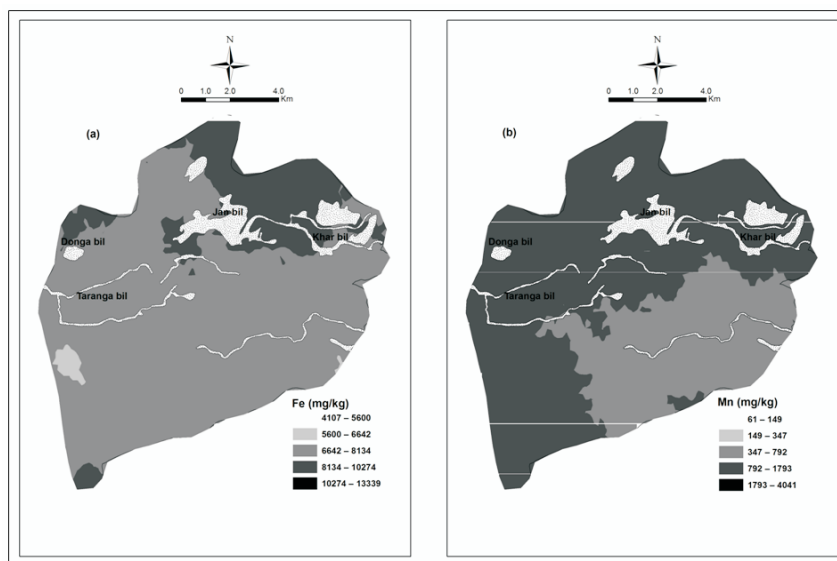 N
0 1.0 2.0 4.0
Km
(a)
Jan bil
Khar bil
Donga bil
Taranga bil
Fe (mg/kg)
4107 – 5600
5600 – 6642
6642 – 8134
8134 – 10274
10274 – 13339
N
0 1.0 2.0 4.0
Km
(b)
Jan bil
Khar bil
Donga bil
Taranga bil
Mn (mg/kg)
61 – 149
149 – 347
347 – 792
792 – 1793
1793 – 4041